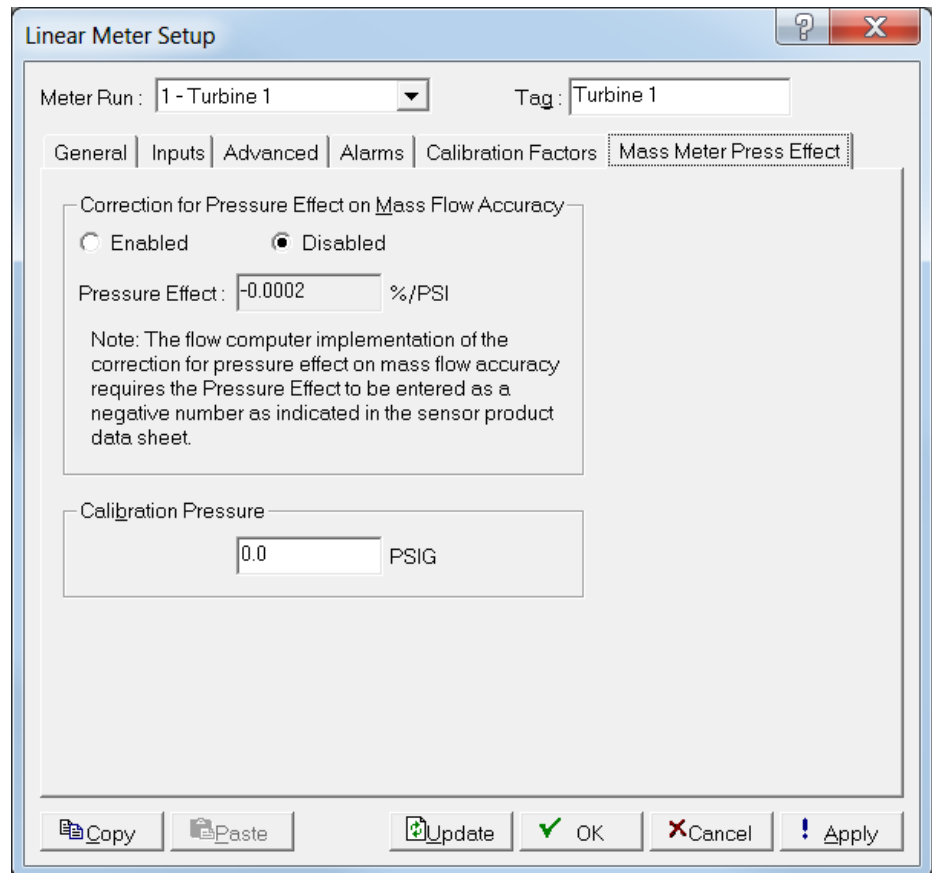 Linear Meter Setup
Meter Run : 1 - Turbine 1 Tag : Turbine 1
General Inputs Advanced Alarms Calibration Factors Mass Meter Press Effect
Correction for Pressure Effect on Mass Flow Accuracy
Enabled Disabled
Pressure Effect : -0.0002 %/PSI
Note: The flow computer implementation of the
correction for pressure effect on mass flow accuracy
requires the Pressure Effect to be entered as a
negative number as indicated in the sensor product
data sheet.
Calibration Pressure
0.0 PSIG
Copy Paste Update OK Cancel Apply